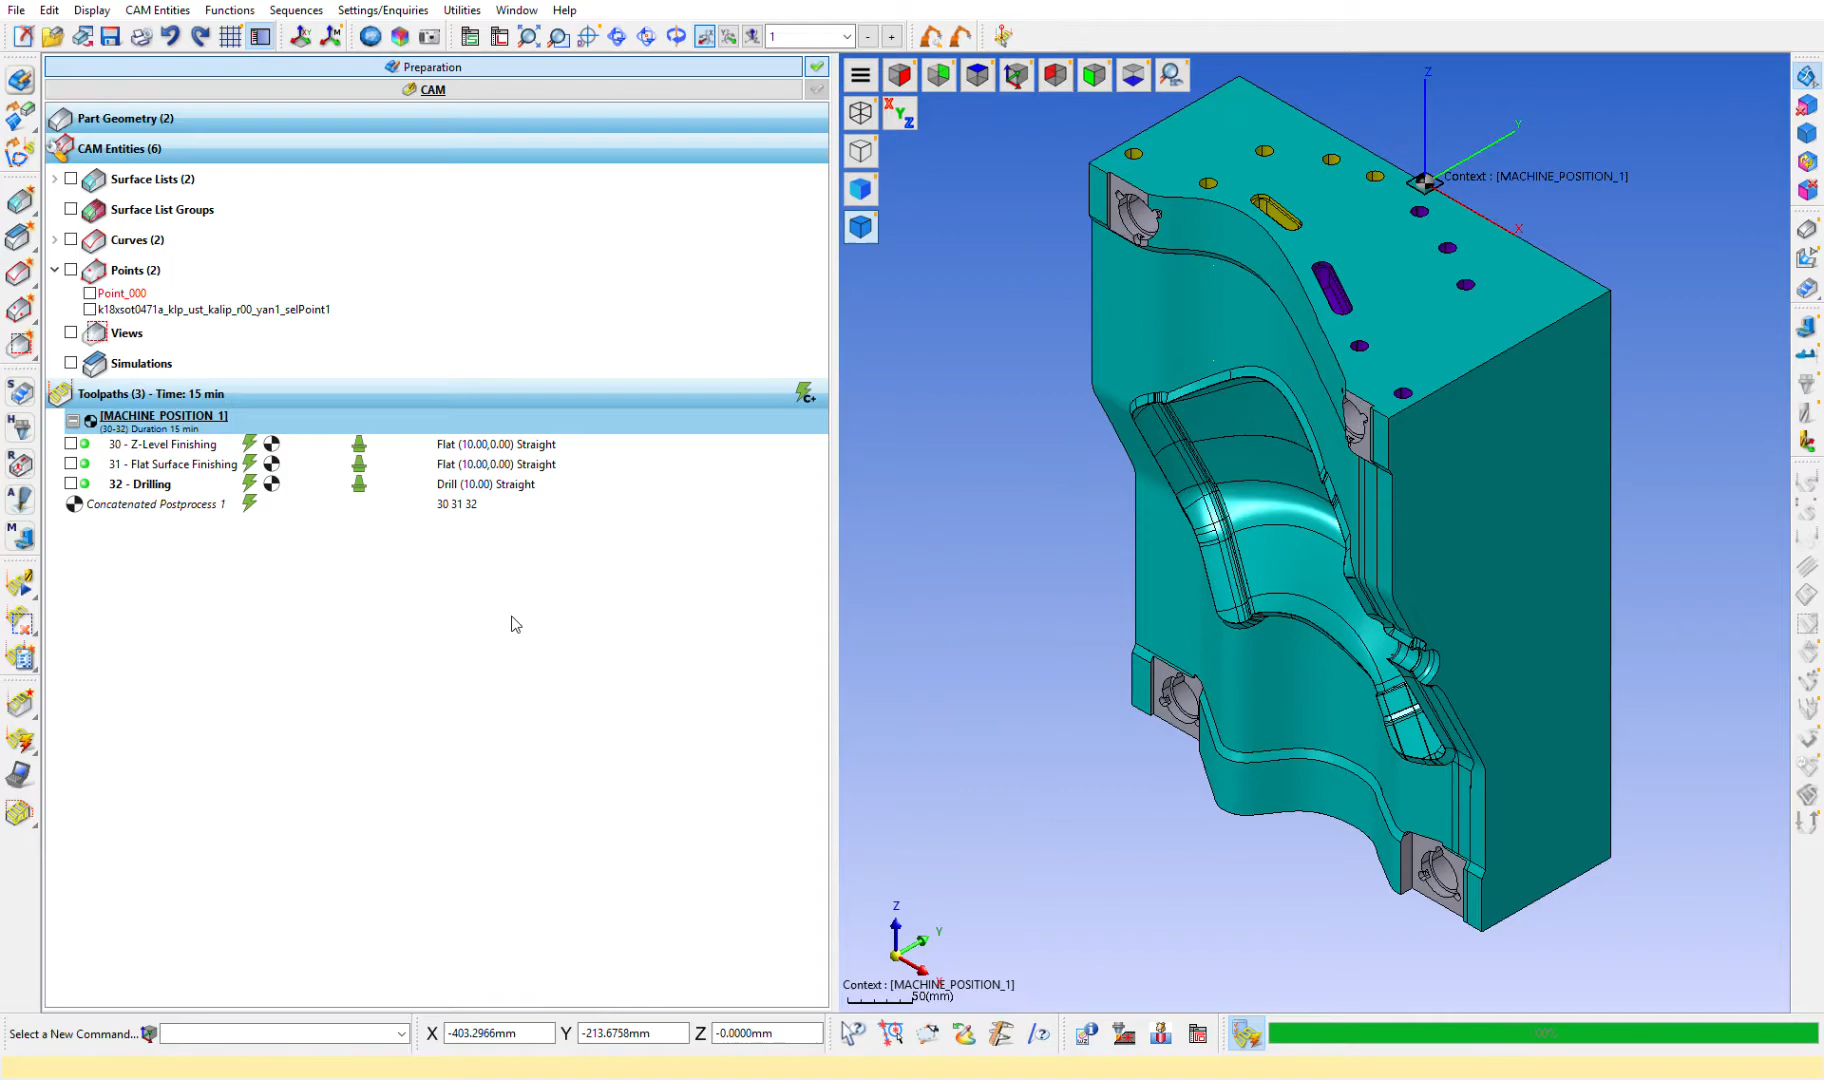 File Edit Display CAM Entities Functions Sequences Settings/Enquiries Utilities Window Help
1
Preparation
CAM
Part Geometry (2)
CAM Entities (6)
Surface Lists (2)
Surface List Groups
Curves (2)
Points (2)
Point_000
k18xsot0471a_klp_ust_kalip_r00_yan1_selPoint1
Views
Simulations
Toolpaths (3) - Time: 15 min
[MACHINE_POSITION_1]
(30-32) Duration 15 min
30 - Z-Level Finishing Flat (10.00,0.00) Straight
31 - Flat Surface Finishing Flat (10.00,0.00) Straight
32 - Drilling Drill (10.00) Straight
Concatenated Postprocess 1 30 31 32
X Y Z
Z
Y
Context : [MACHINE_POSITION_1]
X
Z
Y
X
Context : [MACHINE_POSITION_1]
50(mm)
Select a New Command... X -403.2966mm Y -213.6758mm Z -0.0000mm